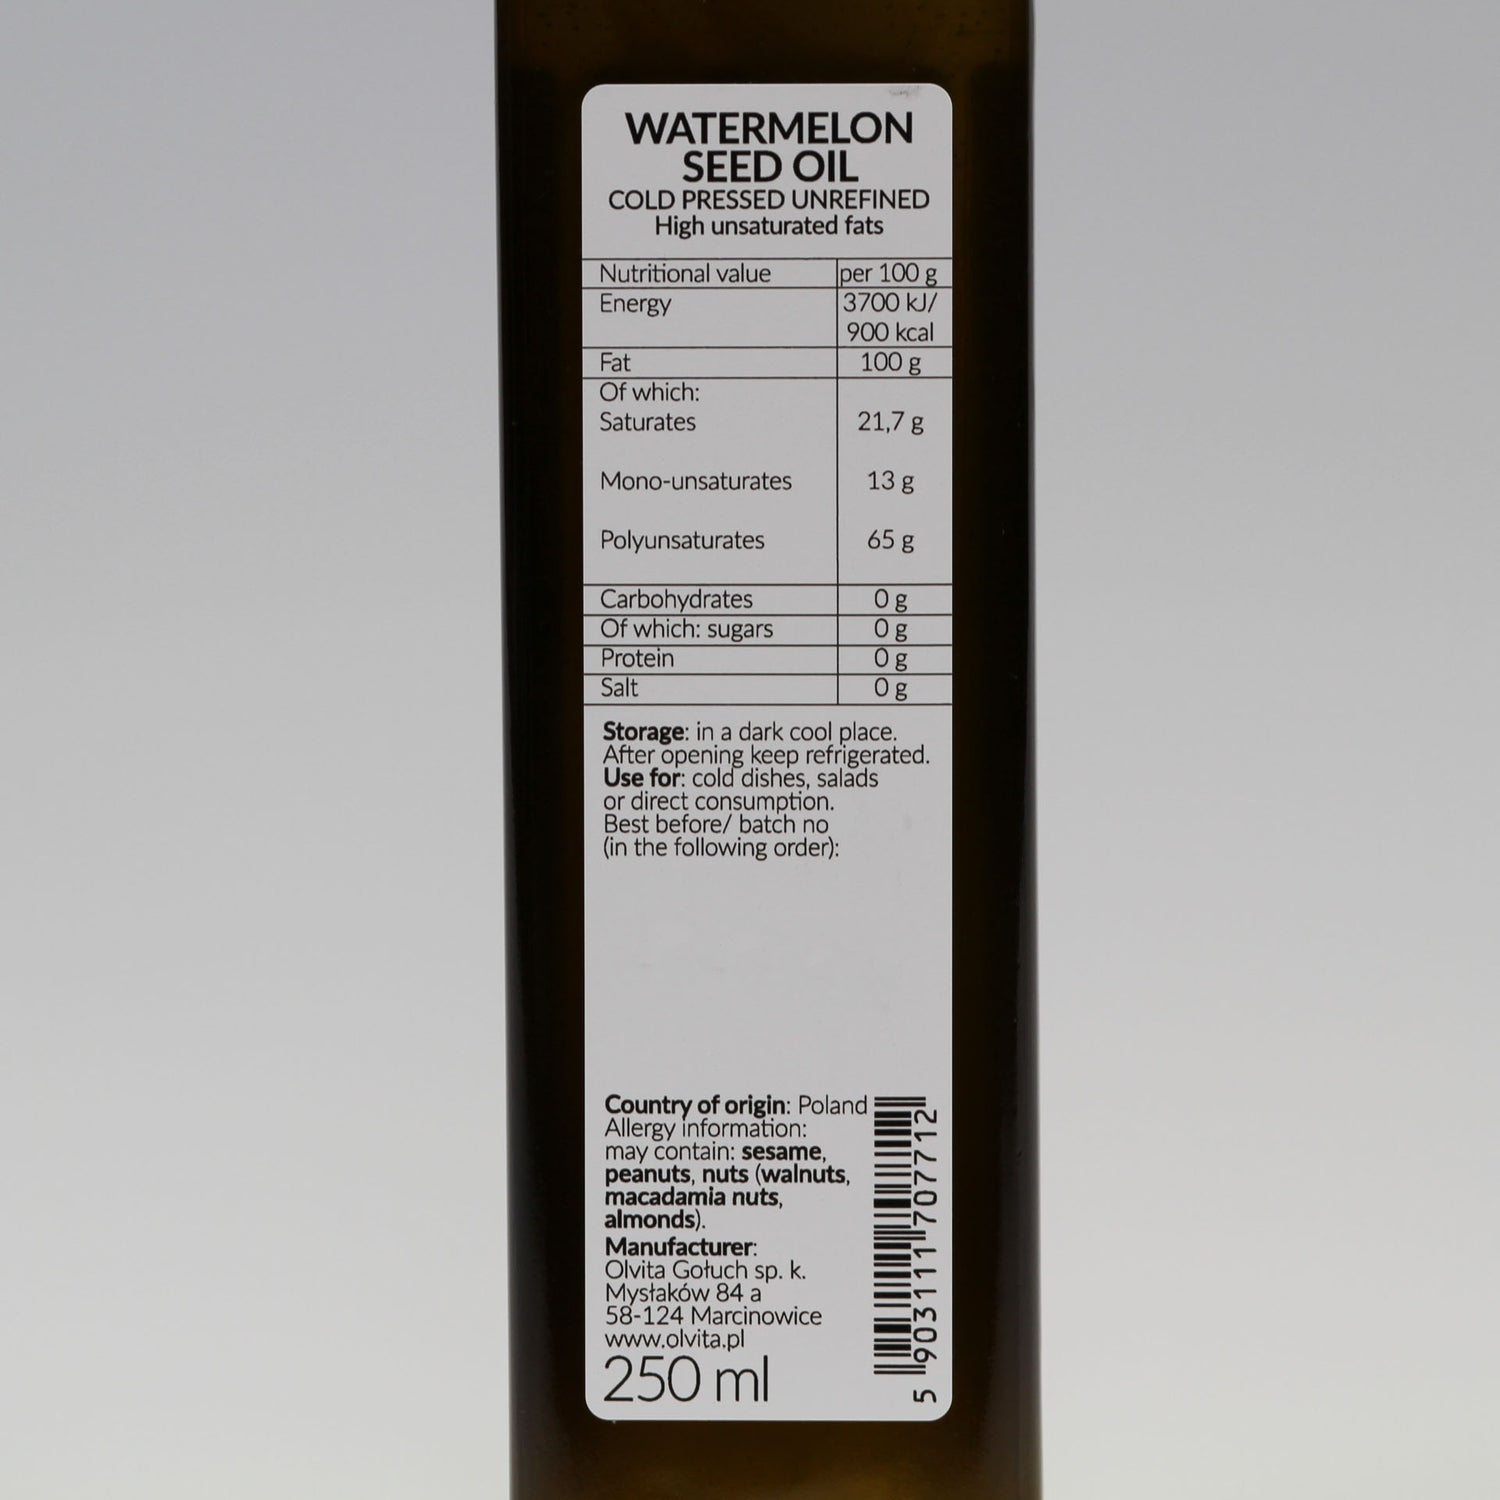 WATERMELON
SEED OIL
COLD PRESSED UNREFINED
High unsaturated fats
Nutritional value per 100 g
Energy 3700 kJ/
900 kcal
Fat 100 g
Of which:
Saturates 21,7 g
Mono-unsaturates 13 g
Polyunsaturates 65 g
Carbohydrates 0 g
Of which: sugars 0 g
Protein 0 g
Salt 0 g
Storage: in a dark cool place.
After opening keep refrigerated.
Use for: cold dishes, salads
or direct consumption.
Best before/ batch no
(in the following order):
Country of origin: Poland
Allergy information:
may contain: sesame,
peanuts, nuts (walnuts,
macadamia nuts,
almonds).
Manufacturer:
Olvita Gołuch sp. k.
Mysłaków 84 a
58-124 Marcinowice
www.olvita.pl
250 ml
5 903111 707712